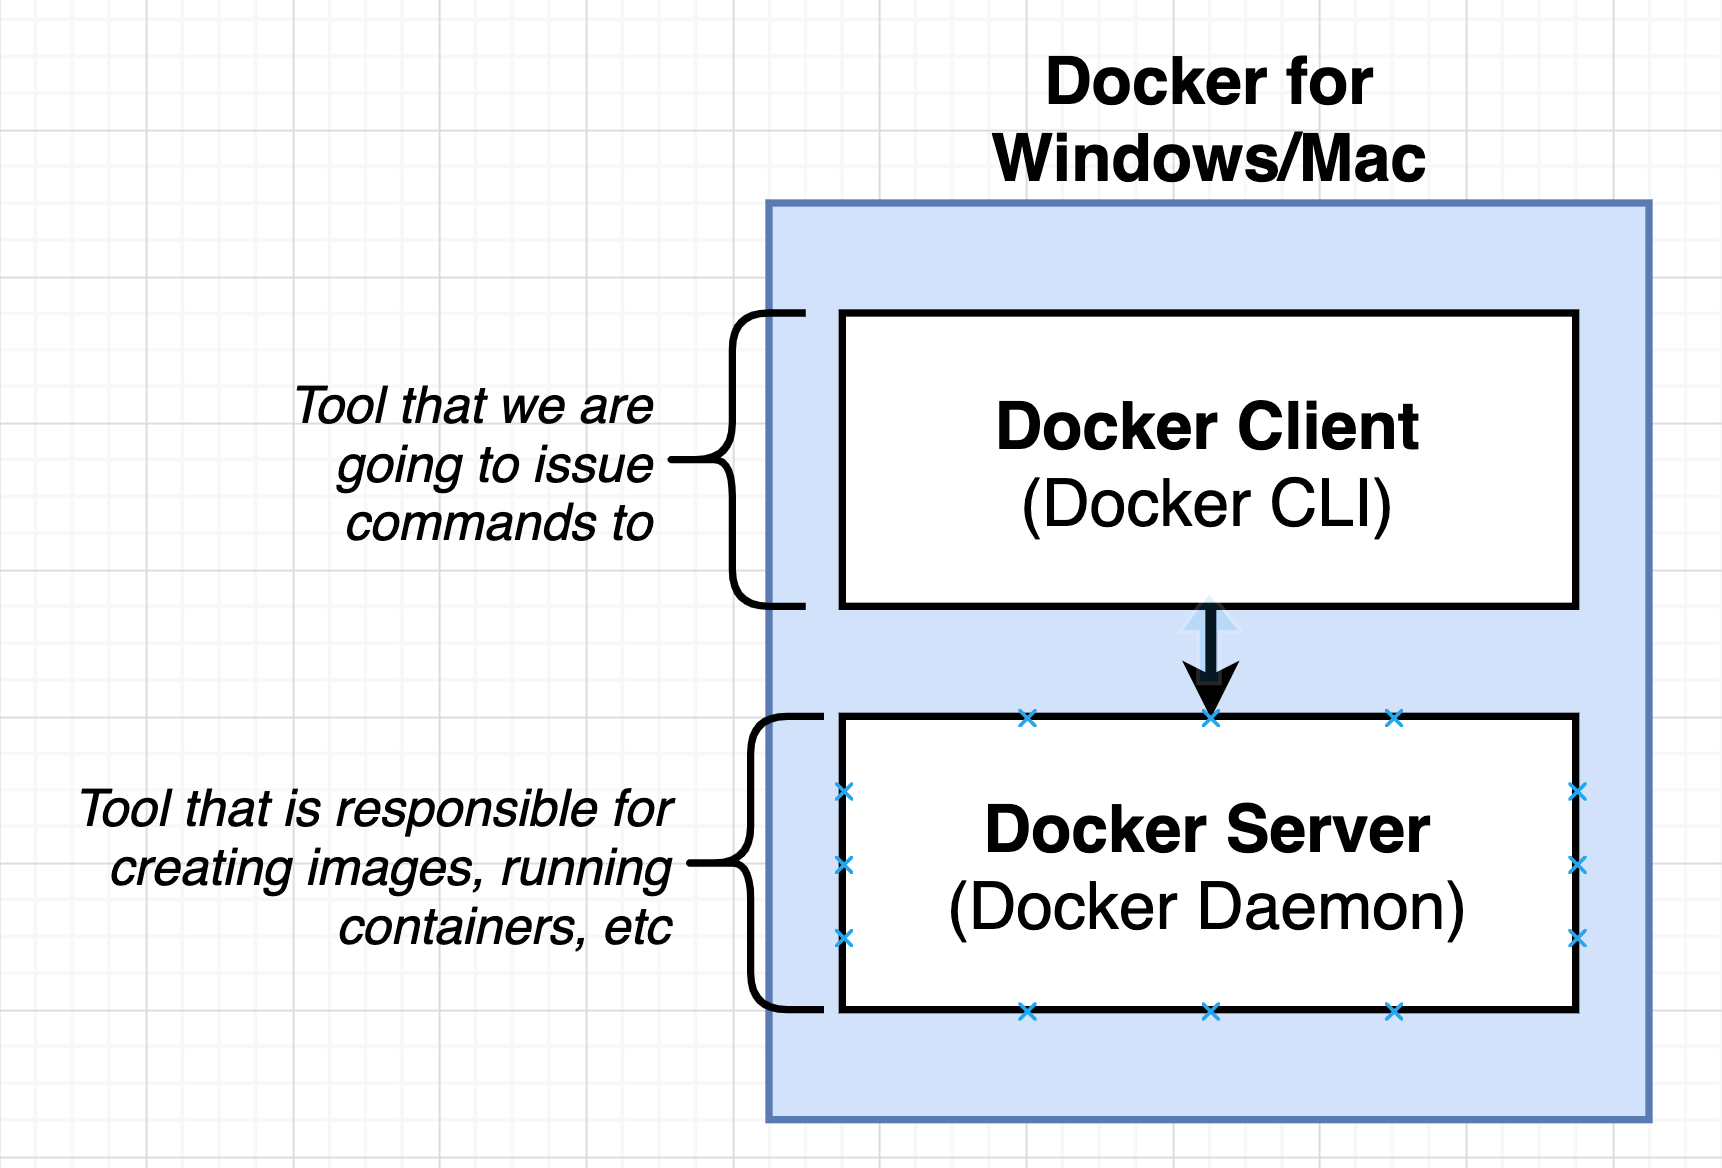 Docker for
Windows/Mac
Tool that we are
going to issue
commands to
Docker Client
(Docker CLI)
Tool that is responsible for
creating images, running
containers, etc
Docker Server
(Docker Daemon)